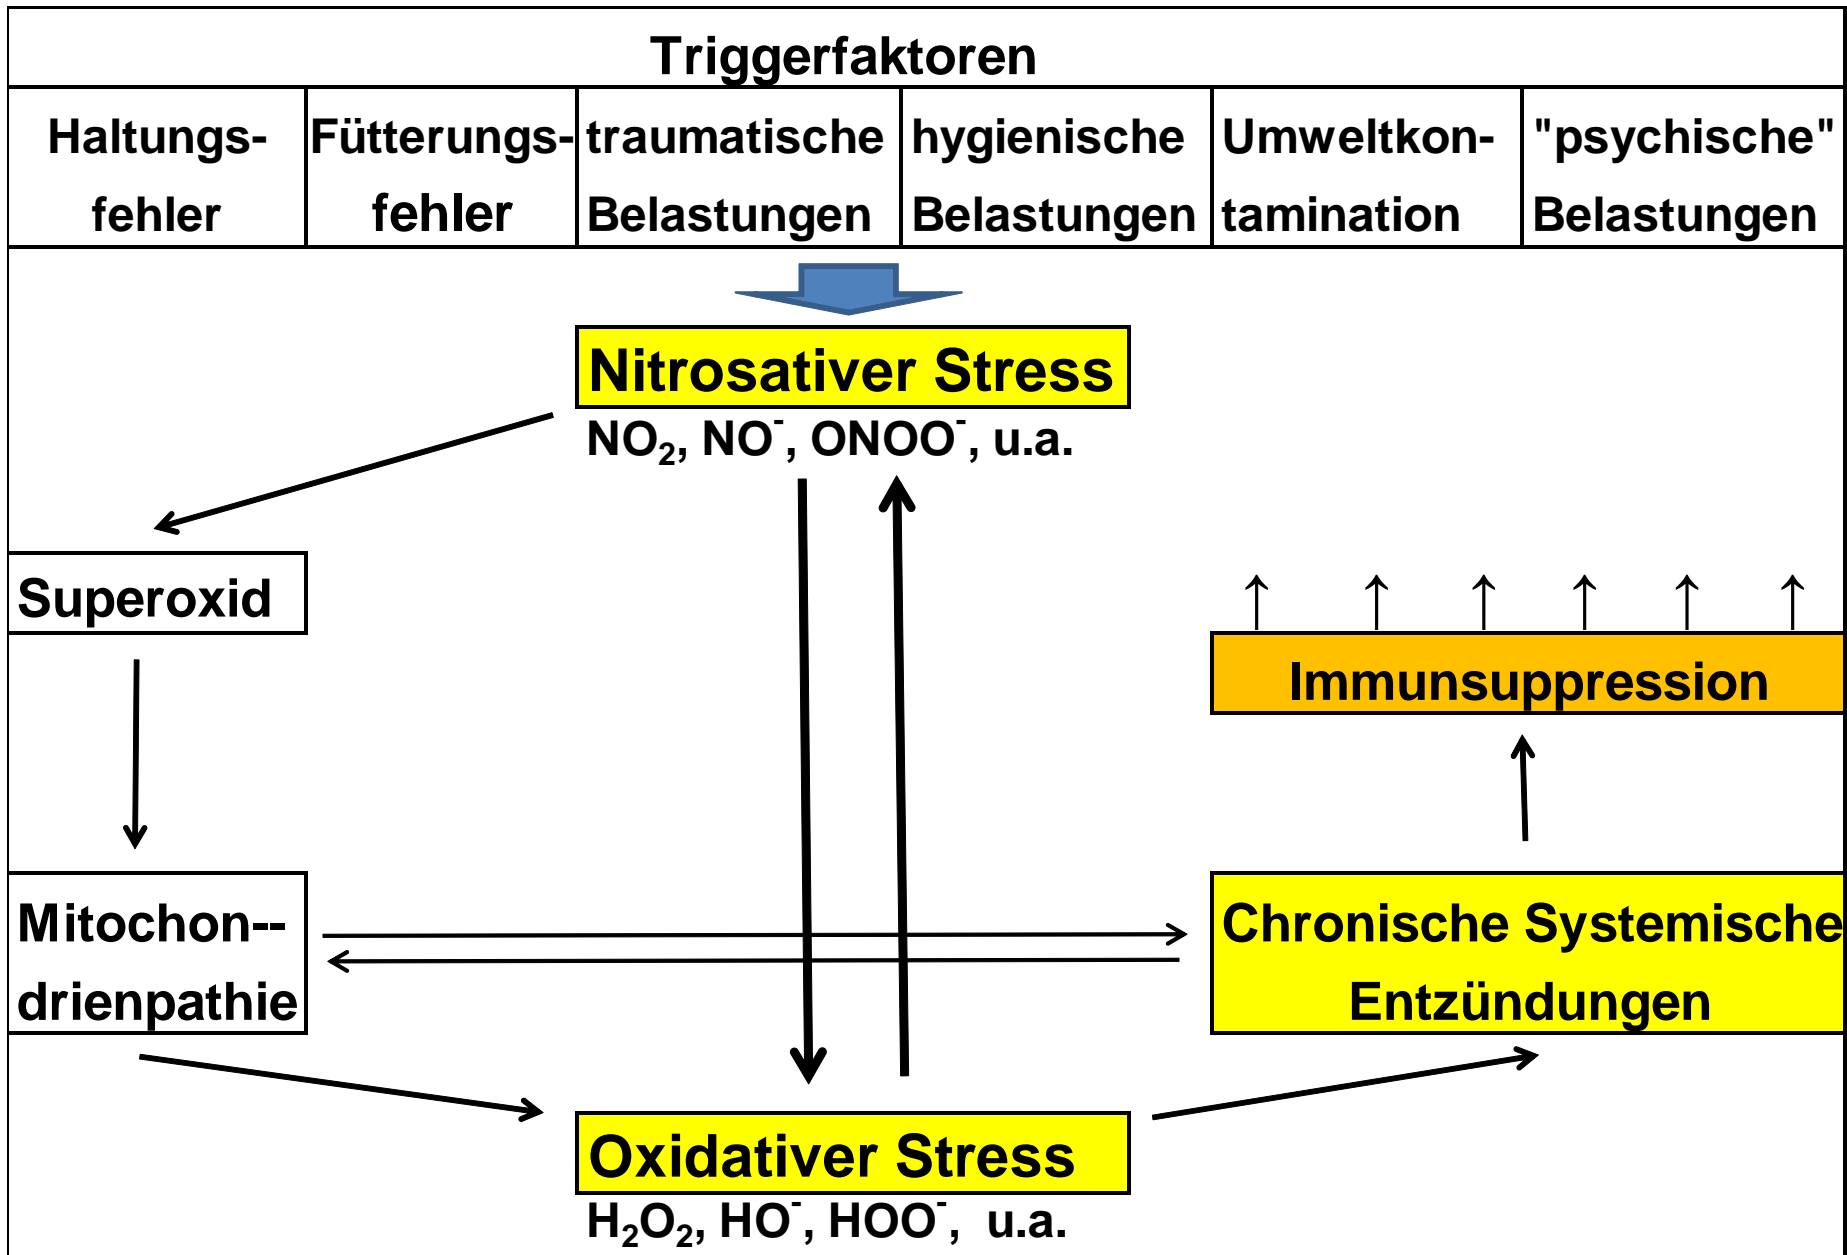 Triggerfaktoren
Haltungs-
fehler
Fütterungs-
fehler
traumatische
Belastungen
hygienische
Belastungen
Umweltkon-
tamination
"psychische"
Belastungen
Nitrosativer Stress
NO₂, NO⁻, ONOO⁻, u.a.
Superoxid
Immunsuppression
Mitochon--
drienpathie
Chronische Systemische
Entzündungen
Oxidativer Stress
H₂O₂, HO⁻, HOO⁻, u.a.